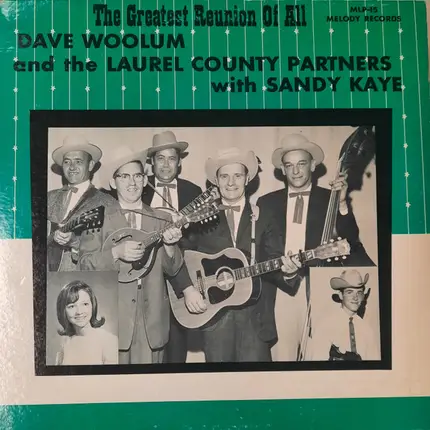 The Greatest Reunion Of All
MLP-15
MELODY RECORDS
DAVE WOOLUM
and the LAUREL COUNTY PARTNERS
with SANDY KAYE